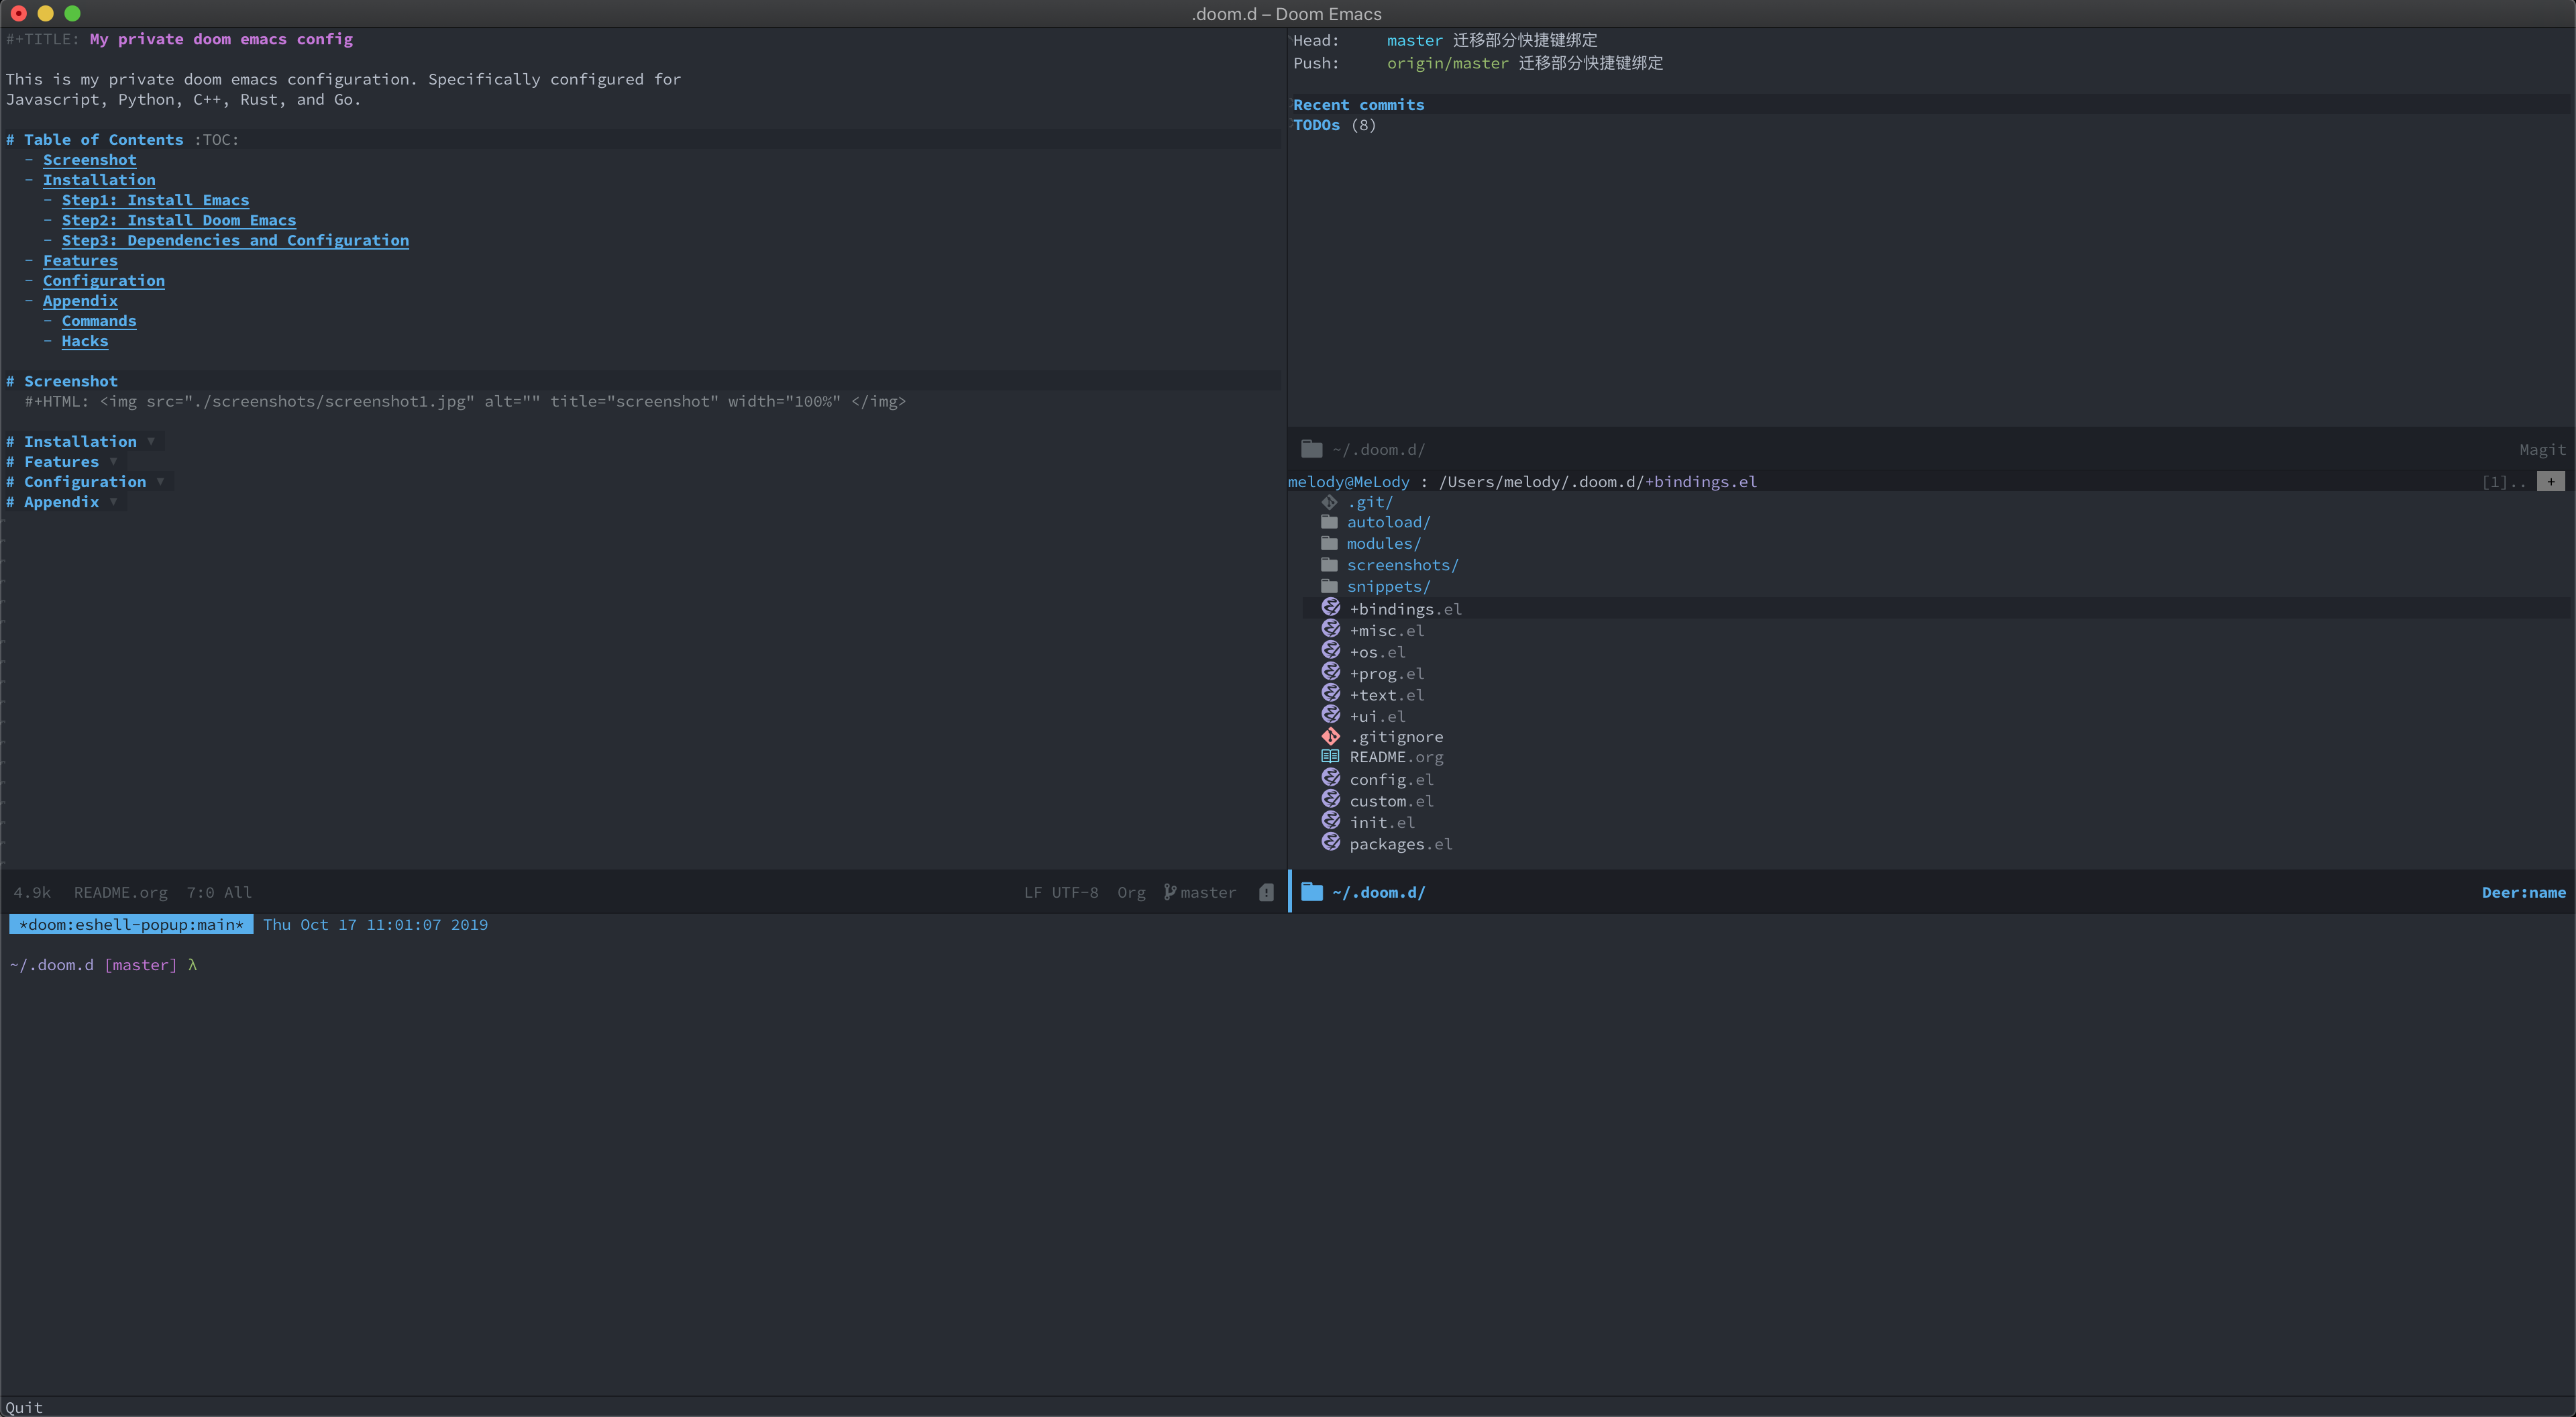 .doom.d – Doom Emacs
#+TITLE: My private doom emacs config
This is my private doom emacs configuration. Specifically configured for
Javascript, Python, C++, Rust, and Go.
# Table of Contents :TOC:
- Screenshot
- Installation
- Step1: Install Emacs
- Step2: Install Doom Emacs
- Step3: Dependencies and Configuration
- Features
- Configuration
- Appendix
- Commands
- Hacks
# Screenshot
#+HTML: <img src="./screenshots/screenshot1.jpg" alt="" title="screenshot" width="100%" </img>
# Installation ▼
# Features ▼
# Configuration ▼
# Appendix ▼
4.9k README.org 7:0 All LF UTF-8 Org master
Head: master 迁移部分快捷键绑定
Push: origin/master 迁移部分快捷键绑定
Recent commits
TODOs (8)
~/.doom.d/ Magit
melody@MeLody : /Users/melody/.doom.d/+bindings.el [1].. +
.git/
autoload/
modules/
screenshots/
snippets/
+bindings.el
+misc.el
+os.el
+prog.el
+text.el
+ui.el
.gitignore
README.org
config.el
custom.el
init.el
packages.el
~/.doom.d/ Deer:name
*doom:eshell-popup:main* Thu Oct 17 11:01:07 2019
~/.doom.d [master] λ
Quit